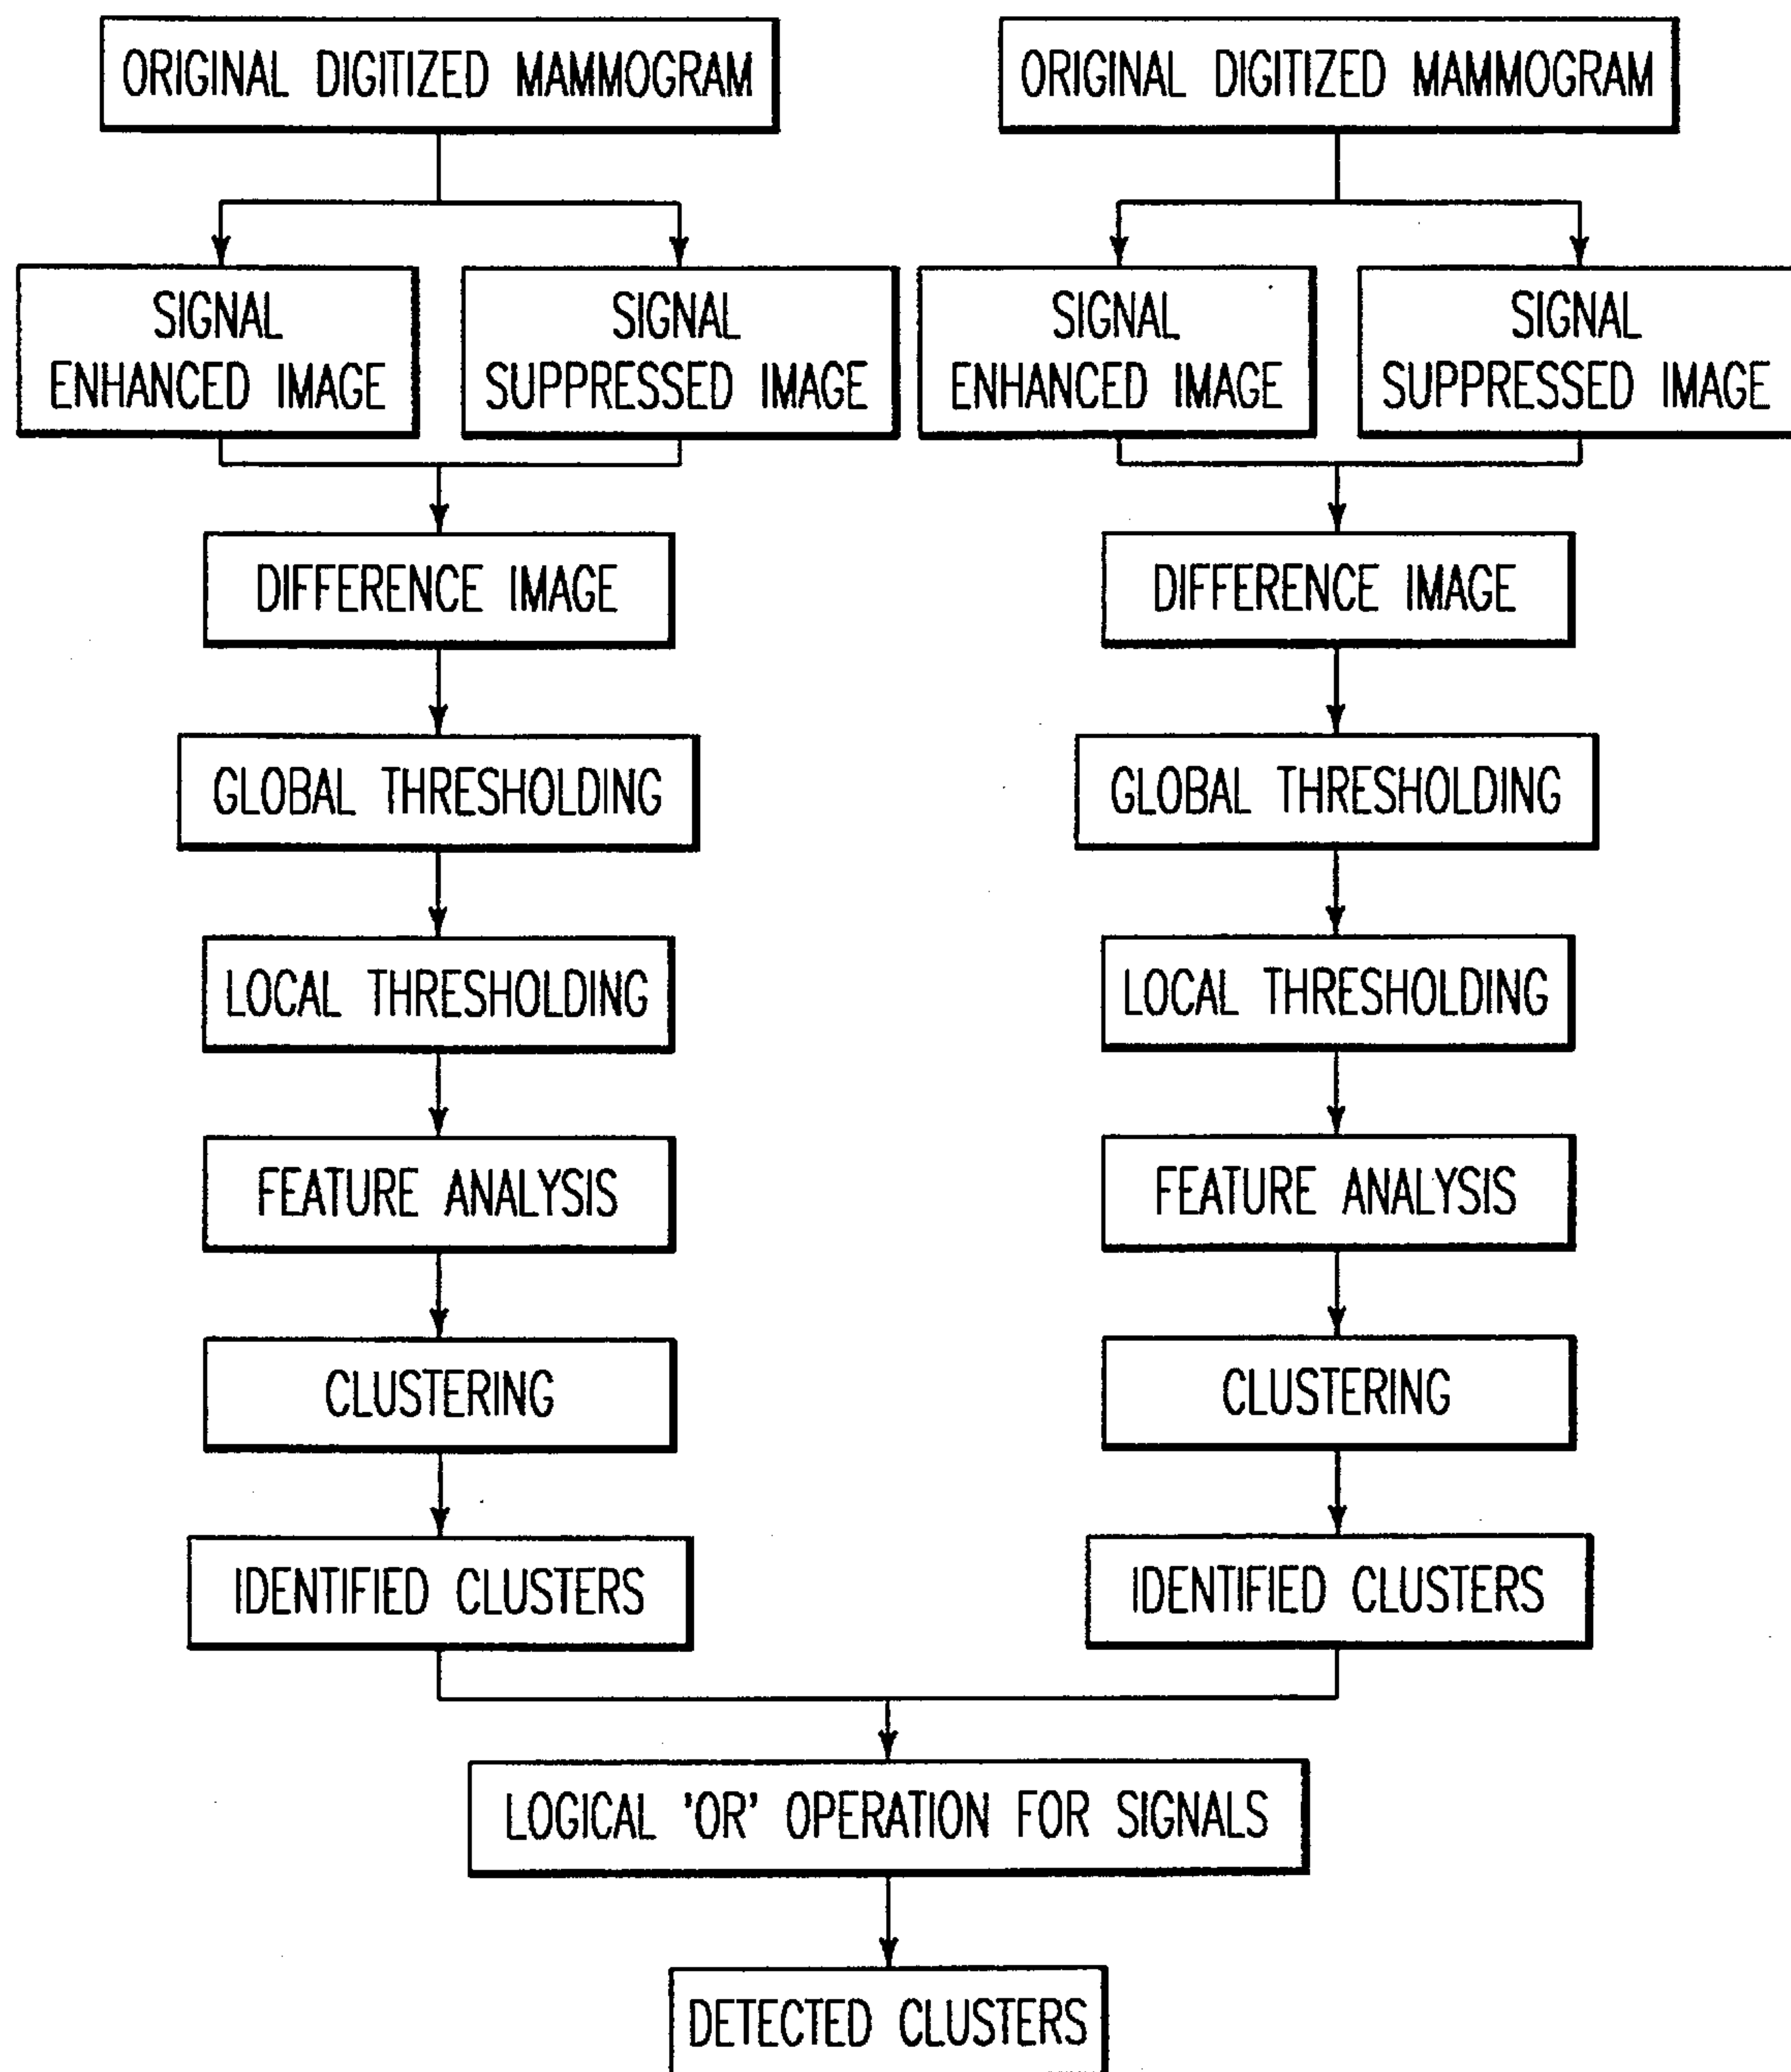 ORIGINAL DIGITIZED MAMMOGRAM
ORIGINAL DIGITIZED MAMMOGRAM
SIGNAL
ENHANCED IMAGE
SIGNAL
SUPPRESSED IMAGE
SIGNAL
ENHANCED IMAGE
SIGNAL
SUPPRESSED IMAGE
DIFFERENCE IMAGE
DIFFERENCE IMAGE
GLOBAL THRESHOLDING
GLOBAL THRESHOLDING
LOCAL THRESHOLDING
LOCAL THRESHOLDING
FEATURE ANALYSIS
FEATURE ANALYSIS
CLUSTERING
CLUSTERING
IDENTIFIED CLUSTERS
IDENTIFIED CLUSTERS
LOGICAL 'OR' OPERATION FOR SIGNALS
DETECTED CLUSTERS